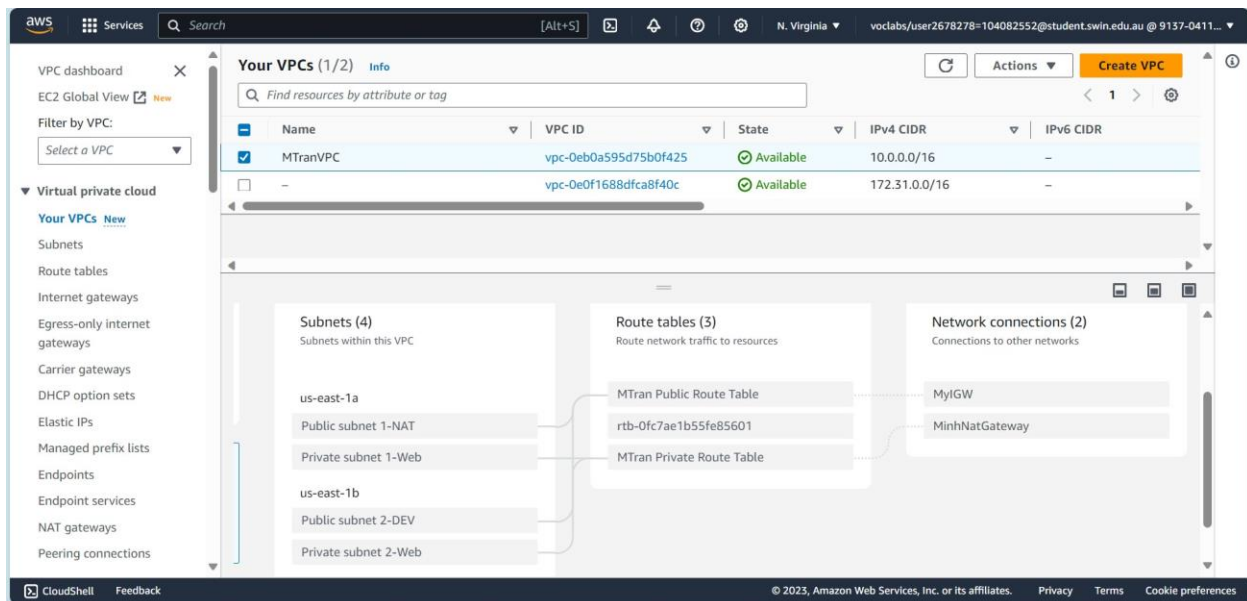 aws Services Search [Alt+S] N. Virginia ▼ voclabs/user2678278=104082552@student.swin.edu.au @ 9137-0411... ▼
VPC dashboard
EC2 Global View New
Filter by VPC:
Select a VPC
Virtual private cloud
Your VPCs New
Subnets
Route tables
Internet gateways
Egress-only internet
gateways
Carrier gateways
DHCP option sets
Elastic IPs
Managed prefix lists
Endpoints
Endpoint services
NAT gateways
Peering connections
Your VPCs (1/2) Info
Actions ▼ Create VPC
Find resources by attribute or tag
1
Name VPC ID State IPv4 CIDR IPv6 CIDR
MTranVPC vpc-0eb0a595d75b0f425 Available 10.0.0.0/16 –
– vpc-0e0f1688dfca8f40c Available 172.31.0.0/16 –
Subnets (4)
Subnets within this VPC
us-east-1a
Public subnet 1-NAT
Private subnet 1-Web
us-east-1b
Public subnet 2-DEV
Private subnet 2-Web
Route tables (3)
Route network traffic to resources
MTran Public Route Table
rtb-0fc7ae1b55fe85601
MTran Private Route Table
Network connections (2)
Connections to other networks
MyIGW
MinhNatGateway
CloudShell Feedback © 2023, Amazon Web Services, Inc. or its affiliates. Privacy Terms Cookie preferences